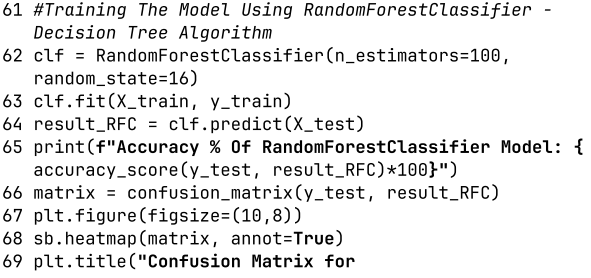 61 #Training The Model Using RandomForestClassifier -
Decision Tree Algorithm
62 clf = RandomForestClassifier(n_estimators=100,
random_state=16)
63 clf.fit(X_train, y_train)
64 result_RFC = clf.predict(X_test)
65 print(f"Accuracy % Of RandomForestClassifier Model: {
accuracy_score(y_test, result_RFC)*100}")
66 matrix = confusion_matrix(y_test, result_RFC)
67 plt.figure(figsize=(10,8))
68 sb.heatmap(matrix, annot=True)
69 plt.title("Confusion Matrix for